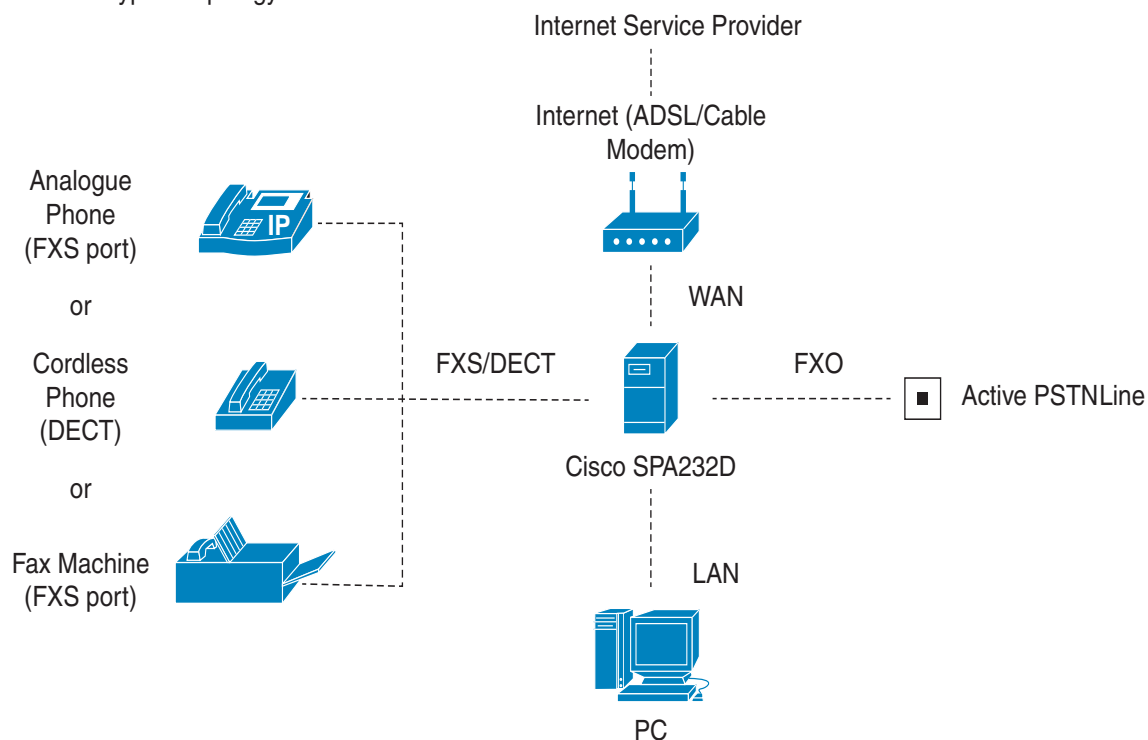 Internet Service Provider
Internet (ADSL/Cable
Modem)
Analogue
Phone
(FXS port)
IP
or
WAN
Cordless
Phone
(DECT)
FXS/DECT
FXO
Active PSTNLine
Cisco SPA232D
or
Fax Machine
(FXS port)
LAN
PC